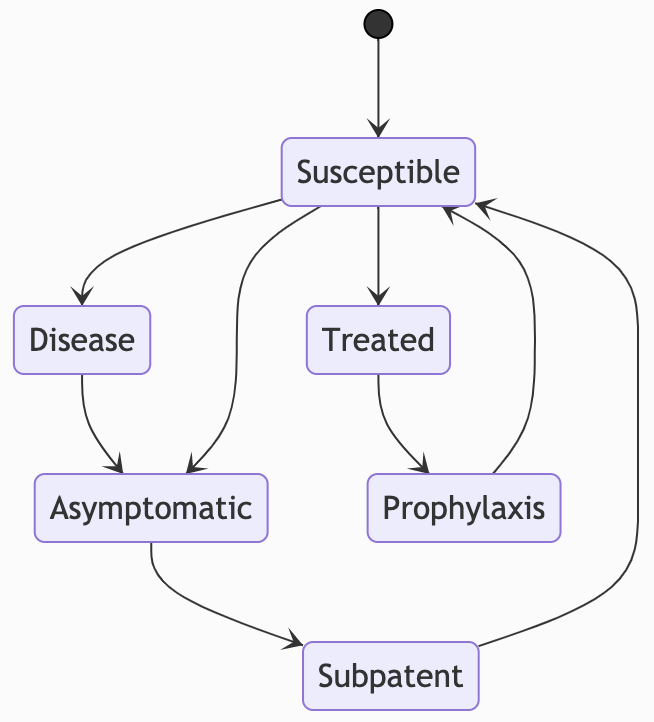 Susceptible
Disease
Treated
Asymptomatic
Prophylaxis
Subpatent